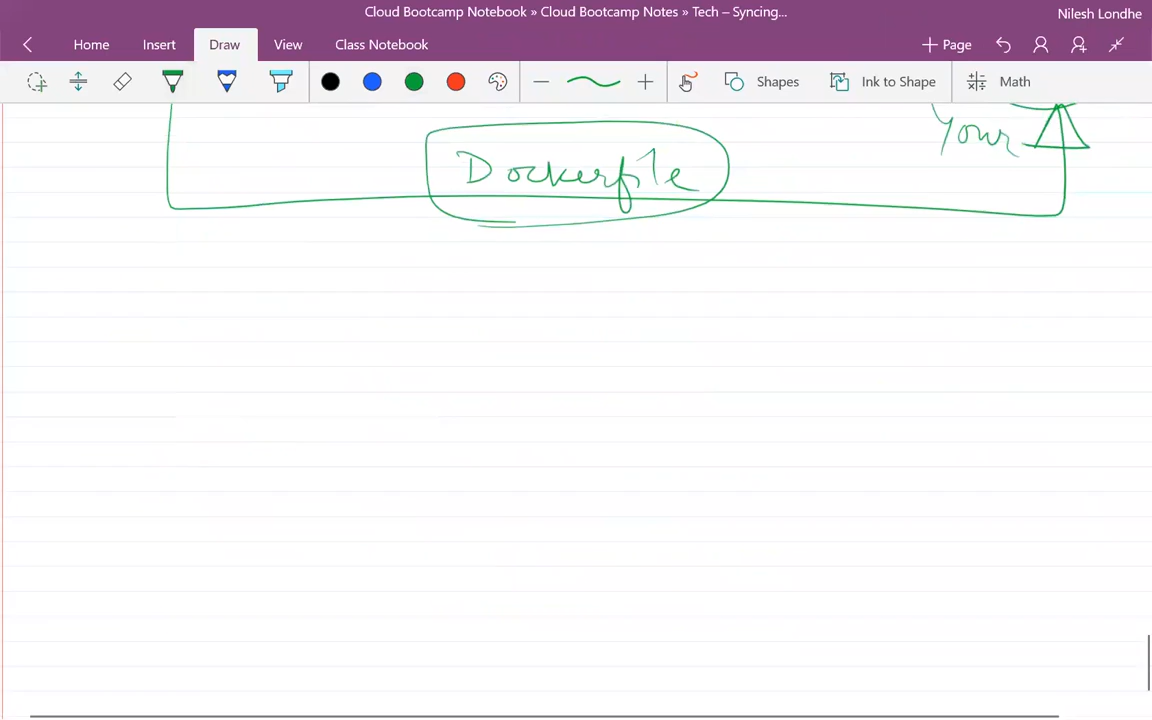 Cloud Bootcamp Notebook » Cloud Bootcamp Notes » Tech – Syncing...
Nilesh Londhe
Home Insert Draw View Class Notebook Page
Shapes Ink to Shape Math
Your
Dockerfile